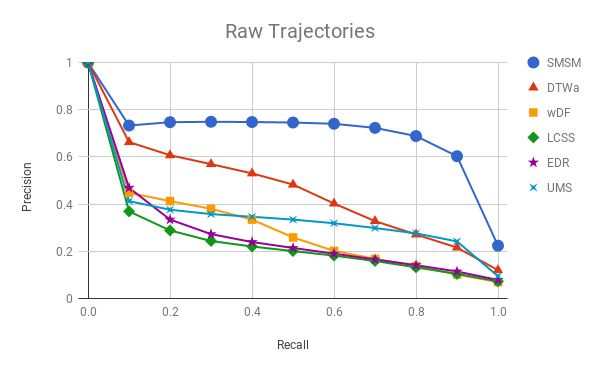 Raw Trajectories
Precision
1
0.8
0.6
0.4
0.2
0
0.0
0.2
0.4
0.6
0.8
1.0
Recall
SMSM
DTWa
wDF
LCSS
EDR
UMS